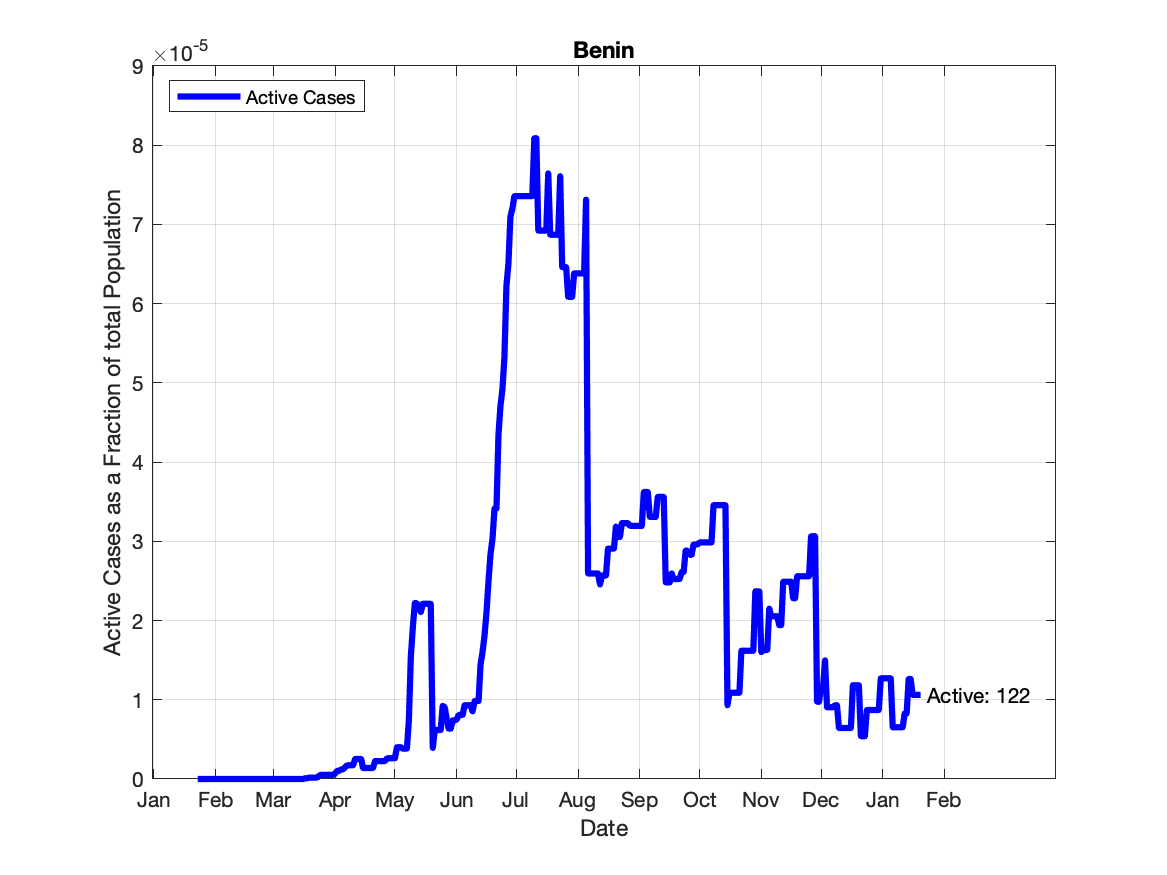 Benin
×10-5
Active Cases
9
8
7
6
5
4
3
2
1
0
Active Cases as a Fraction of total Population
Active: 122
Jan Feb Mar Apr May Jun Jul Aug Sep Oct Nov Dec Jan Feb
Date